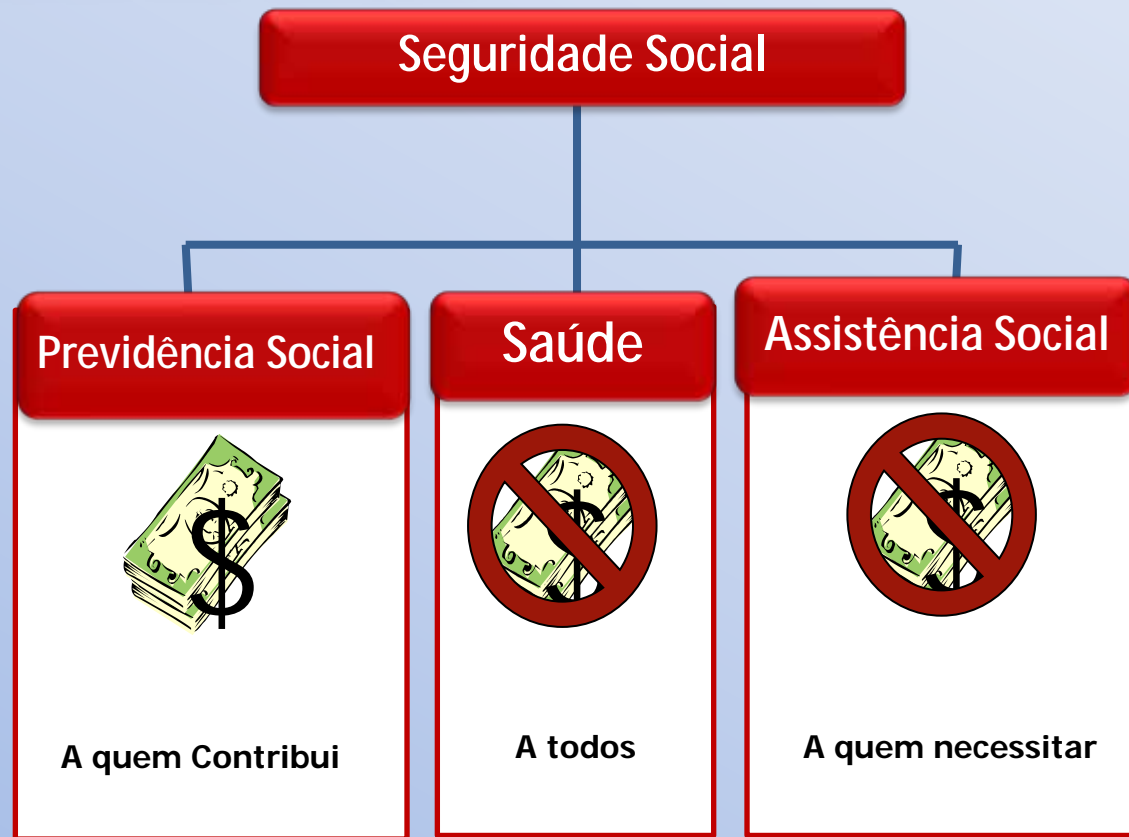 Seguridade Social
Previdência Social
Saúde
Assistência Social
$
$
$
A quem Contribui
A todos
A quem necessitar